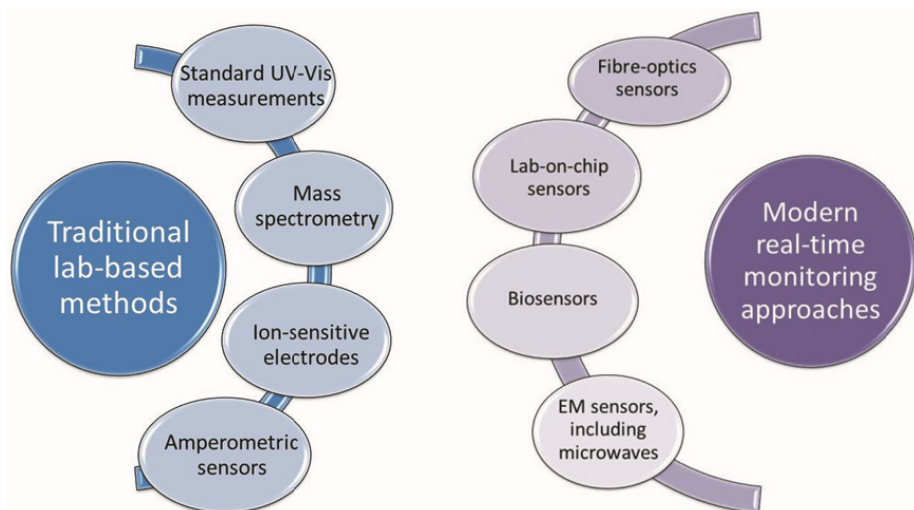 Traditional
lab-based
methods
Standard UV-Vis
measurements
Mass
spectrometry
Ion-sensitive
electrodes
Amperometric
sensors
Fibre-optics
sensors
Lab-on-chip
sensors
Biosensors
EM sensors,
including
microwaves
Modern
real-time
monitoring
approaches